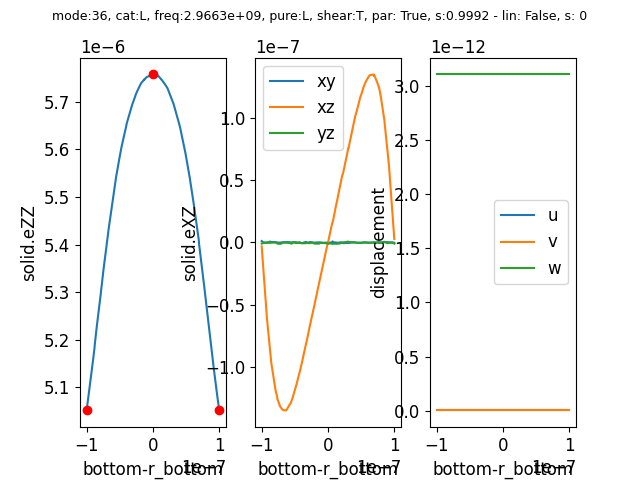 mode:36, cat:L, freq:2.9663e+09, pure:L, shear:T, par: True, s:0.9992 - lin: False, s: 0
1e−6
5.7
5.6
5.5
5.4
5.3
5.2
5.1
solid.eZZ
−1
0
1
1e−7
bottom-r_bottom
1e−7
xy
xz
yz
1.0
0.5
0.0
−0.5
−1.0
solid.eXZ
−1
0
1
1e−7
bottom-r_bottom
1e−12
3.0
2.5
2.0
1.5
1.0
0.5
0.0
displacement
u
v
w
−1
0
1
1e−7
bottom-r_bottom